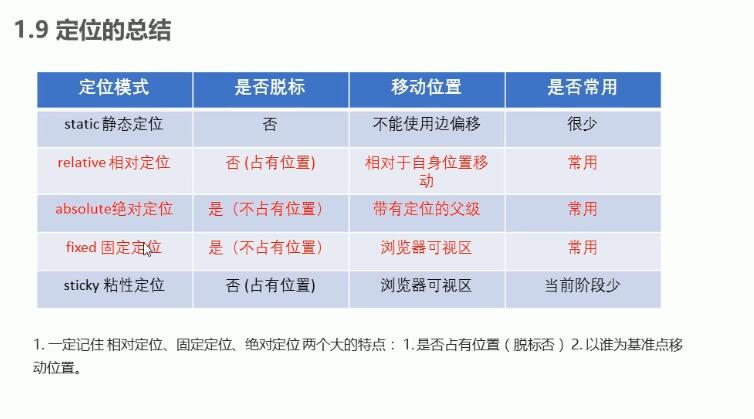 1.9 定位的总结
定位模式 是否脱标 移动位置 是否常用
static 静态定位 否 不能使用边偏移 很少
relative 相对定位 否 (占有位置) 相对于自身位置移
动 常用
absolute绝对定位 是（不占有位置） 带有定位的父级 常用
fixed 固定定位 是（不占有位置） 浏览器可视区 常用
sticky 粘性定位 否 (占有位置) 浏览器可视区 当前阶段少
1. 一定记住 相对定位、固定定位、绝对定位 两个大的特点： 1. 是否占有位置（脱标否） 2. 以谁为基准点移
动位置。